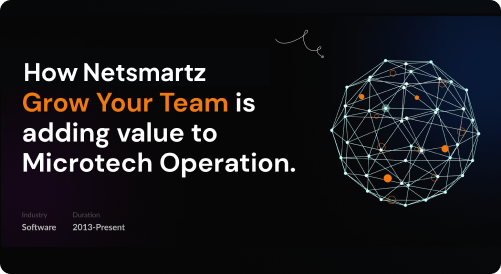 How Netsmartz
Grow Your Team is
adding value to
Microtech Operation.
Industry
Duration
Software
2013-Present